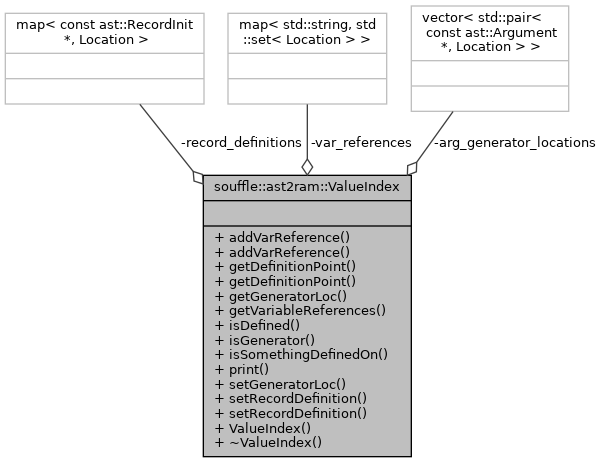 map< const ast::RecordInit
*, Location >
map< std::string, std
::set< Location > >
vector< std::pair<
const ast::Argument
*, Location > >
-record_definitions
-var_references
-arg_generator_locations
souffle::ast2ram::ValueIndex
+ addVarReference()
+ addVarReference()
+ getDefinitionPoint()
+ getDefinitionPoint()
+ getGeneratorLoc()
+ getVariableReferences()
+ isDefined()
+ isGenerator()
+ isSomethingDefinedOn()
+ print()
+ setGeneratorLoc()
+ setRecordDefinition()
+ setRecordDefinition()
+ ValueIndex()
+ ~ValueIndex()